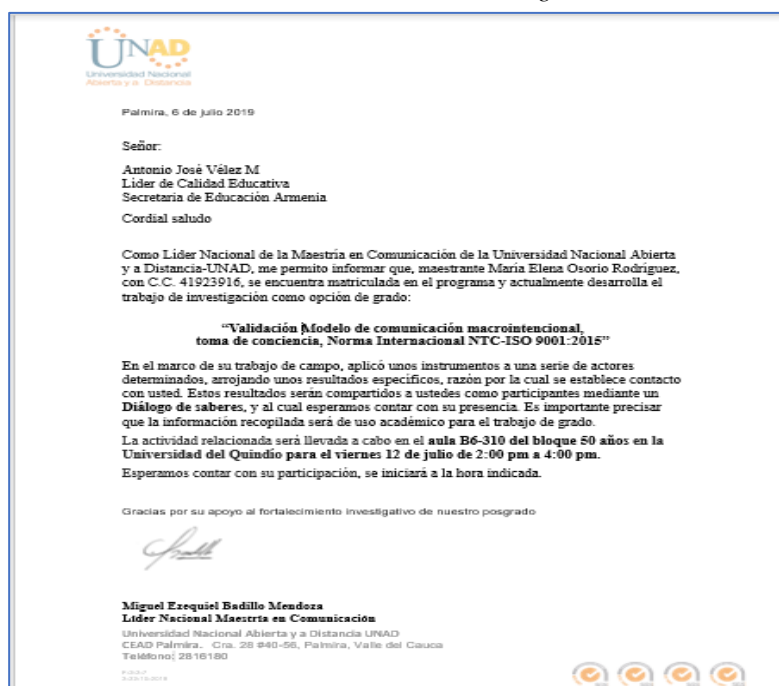 UNAD
Universidad Nacional
Abierta y a Distancia
Palmira, 6 de julio 2019
Señor:
Antonio José Vélez M
Líder de Calidad Educativa
Secretaria de Educación Armenia
Cordial saludo
Como Líder Nacional de la Maestría en Comunicación de la Universidad Nacional Abierta
y a Distancia-UNAD, me permito informar que, maestrante María Elena Osorio Rodríguez,
con C.C. 41923916, se encuentra matriculada en el programa y actualmente desarrolla el
trabajo de investigación como opción de grado:
“Validación Modelo de comunicación macrointencional,
toma de conciencia, Norma Internacional NTC-ISO 9001:2015”
En el marco de su trabajo de campo, aplicó unos instrumentos a una serie de actores
determinados, arrojando unos resultados específicos, razón por la cual se establece contacto
con usted. Estos resultados serán compartidos a ustedes como participantes mediante un
Diálogo de saberes, y al cual esperamos contar con su presencia. Es importante precisar
que la información recopilada será de uso académico para el trabajo de grado.
La actividad relacionada será llevada a cabo en el aula B6-310 del bloque 50 años en la
Universidad del Quindío para el viernes 12 de julio de 2:00 pm a 4:00 pm.
Esperamos contar con su participación, se iniciará a la hora indicada.
Gracias por su apoyo al fortalecimiento investigativo de nuestro posgrado
Miguel Ezequiel Badillo Mendoza
Líder Nacional Maestría en Comunicación
Universidad Nacional Abierta y a Distancia UNAD
CEAD Palmira. Cra. 28 #40-56, Palmira, Valle del Cauca
Teléfono: 2816180